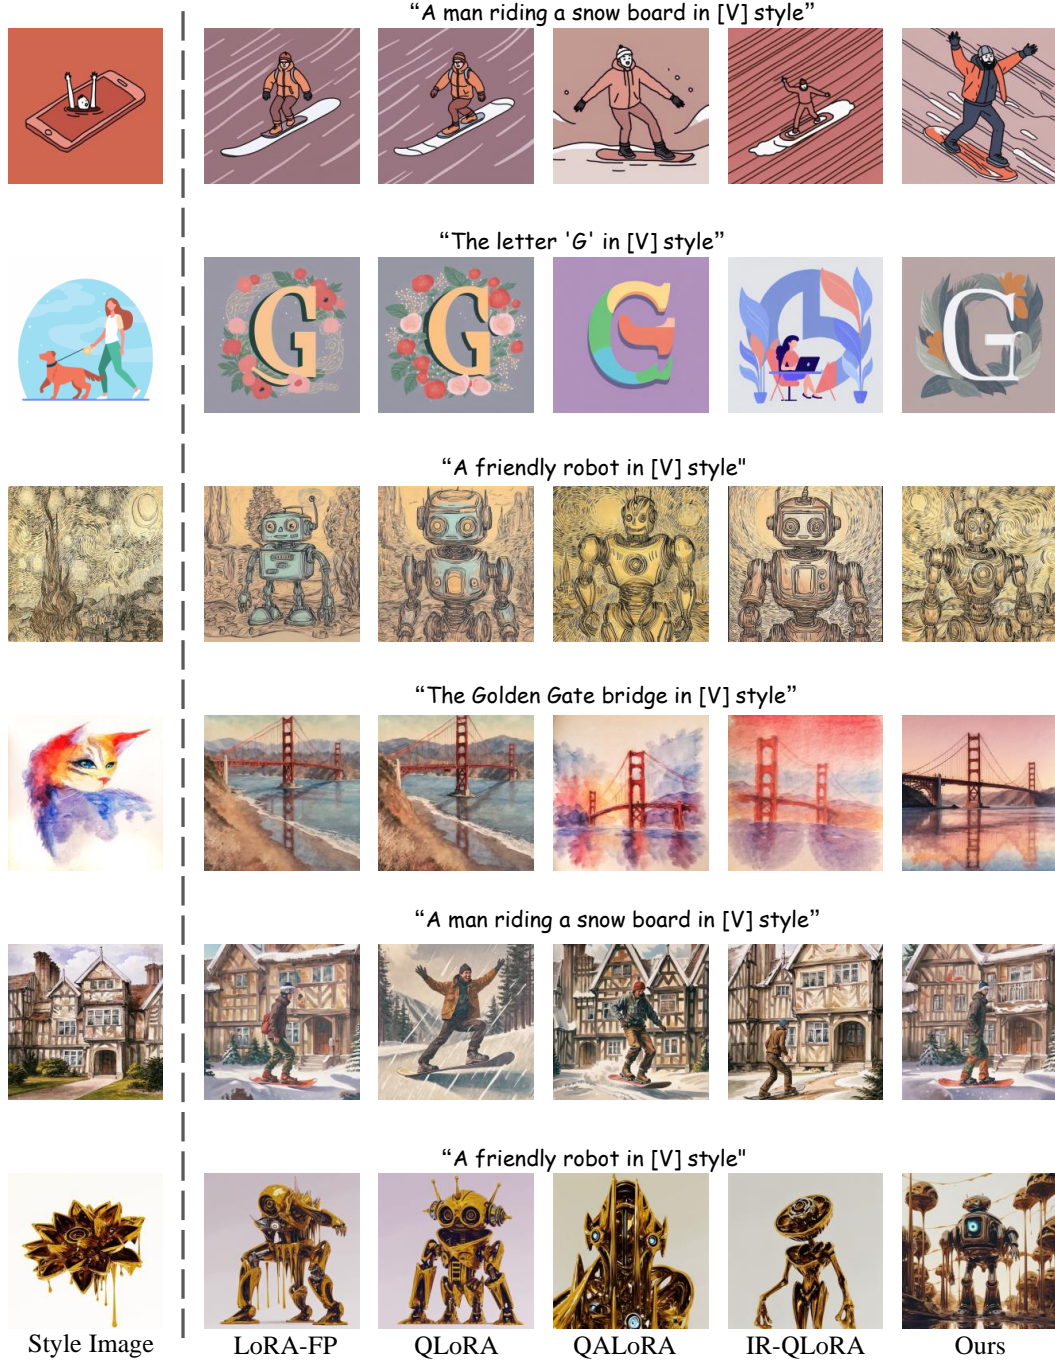 “A man riding a snow board in [V] style”
“The letter 'G' in [V] style”
G G G G
“A friendly robot in [V] style"
“The Golden Gate bridge in [V] style”
“A man riding a snow board in [V] style”
“A friendly robot in [V] style"
Style Image LoRA-FP QLoRA QALoRA IR-QLoRA Ours